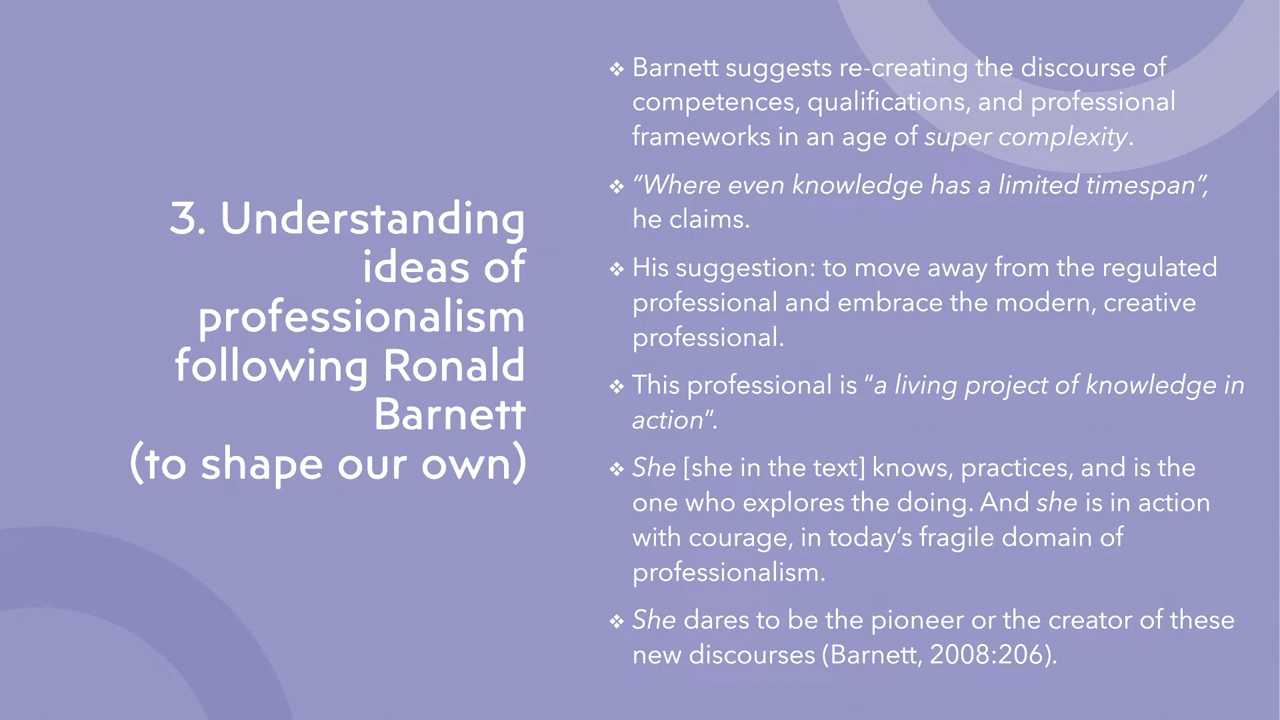 3. Understanding
ideas of
professionalism
following Ronald
Barnett
(to shape our own)
❖ Barnett suggests re-creating the discourse of
competences, qualifications, and professional
frameworks in an age of super complexity.
❖ “Where even knowledge has a limited timespan”,
he claims.
❖ His suggestion: to move away from the regulated
professional and embrace the modern, creative
professional.
❖ This professional is “a living project of knowledge in
action”.
❖ She [she in the text] knows, practices, and is the
one who explores the doing. And she is in action
with courage, in today’s fragile domain of
professionalism.
❖ She dares to be the pioneer or the creator of these
new discourses (Barnett, 2008:206).